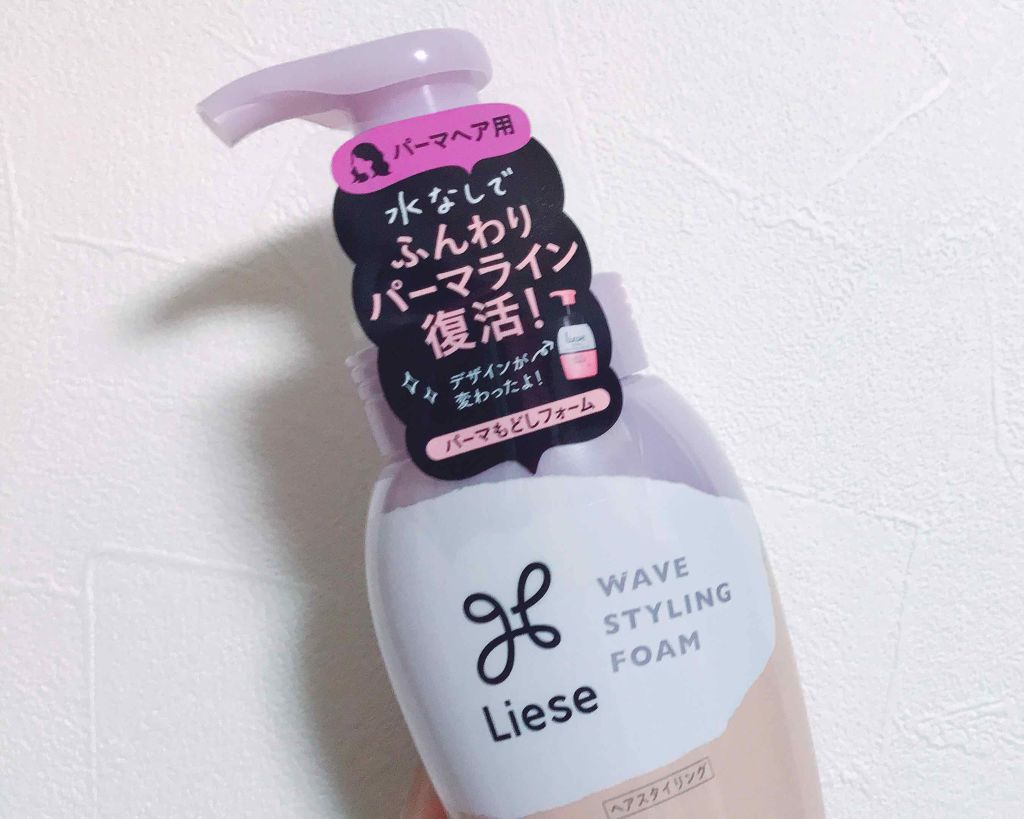 パーマヘア用
水なしで
ふんわり
パーマライン
復活!
デザインが
変わったよ!
パーマもどしフォーム
Liese
WAVE
STYLING
FOAM
Liese
ヘアスタイリング